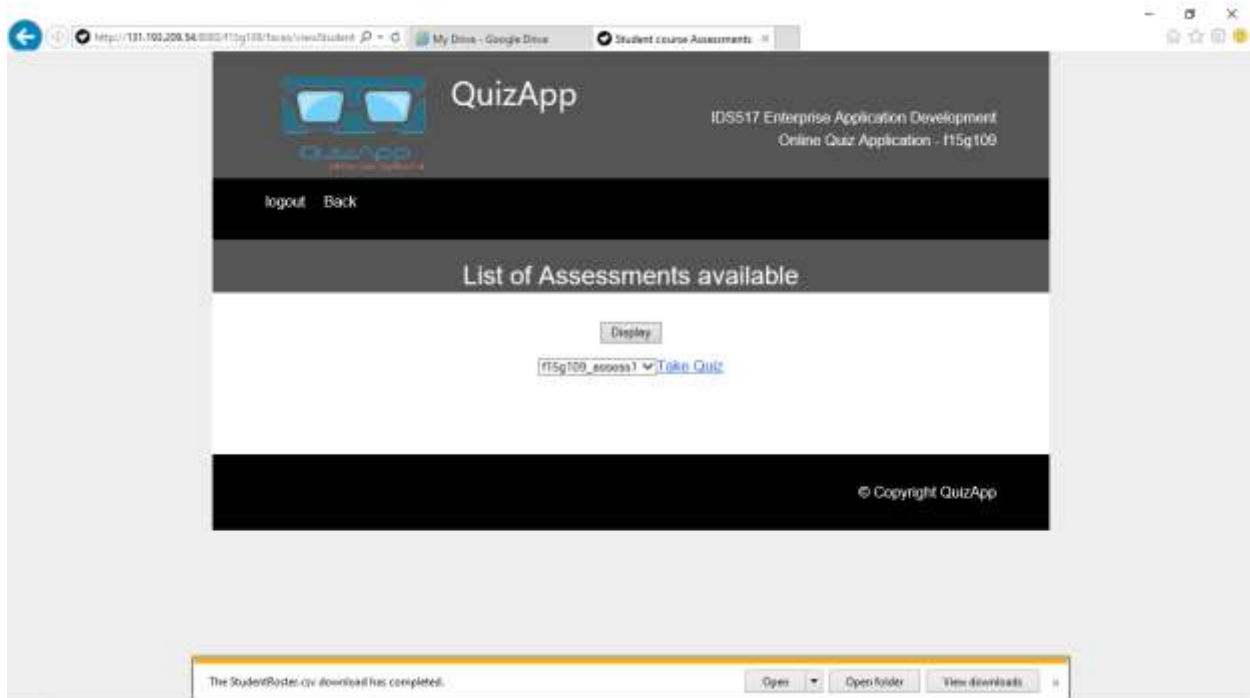 My Drive - Google Drive
Student course Assessments
QuizApp
QuizApp
IDS517 Enterprise Application Development
Online Quiz Application - f15g109
logout Back
List of Assessments available
Display
f15g109_assess1 Take Quiz
© Copyright QuizApp
The StudentRoster.csv download has completed.
Open Open folder View downloads